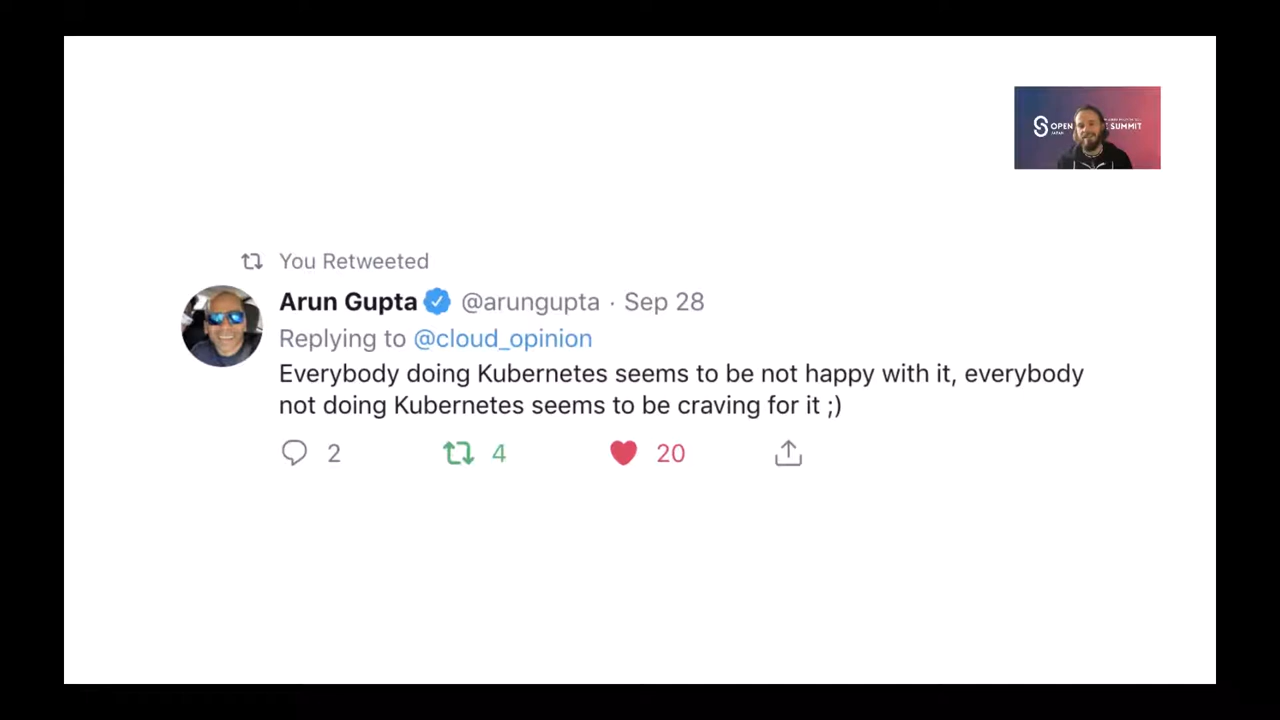 OPEN SUMMIT
JAPAN
You Retweeted
Arun Gupta @arungupta · Sep 28
Replying to @cloud_opinion
Everybody doing Kubernetes seems to be not happy with it, everybody
not doing Kubernetes seems to be craving for it ;)
2 4 20